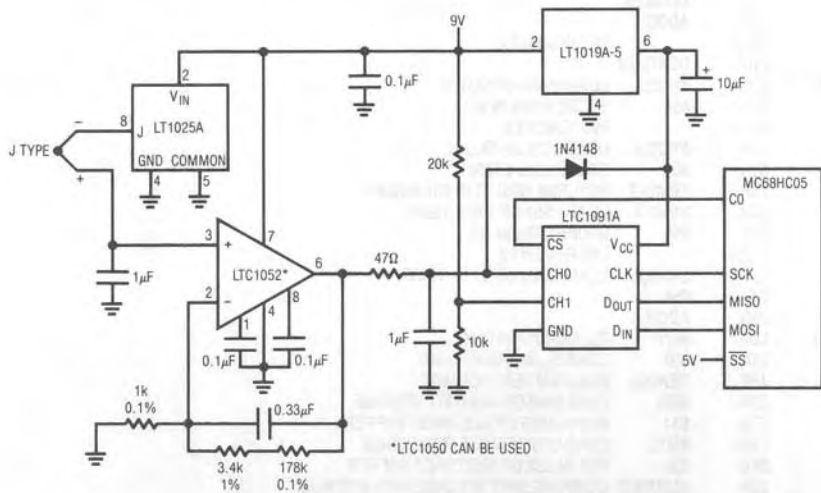 9V
2
LT1019A-5
6
4
+
10µF
0.1µF
2
VIN
8
J
LT1025A
GND
COMMON
4
5
J TYPE
−
+
20k
1N4148
MC68HC05
C0
LTC1091A
CS
VCC
CH0
CLK
SCK
CH1
DOUT
MISO
GND
DIN
MOSI
5V
SS
3
+
7
LTC1052*
6
47Ω
2
−
1
4
8
1µF
0.1µF
0.1µF
1µF
10k
1k
0.1%
0.33µF
3.4k
1%
178k
0.1%
*LTC1050 CAN BE USED